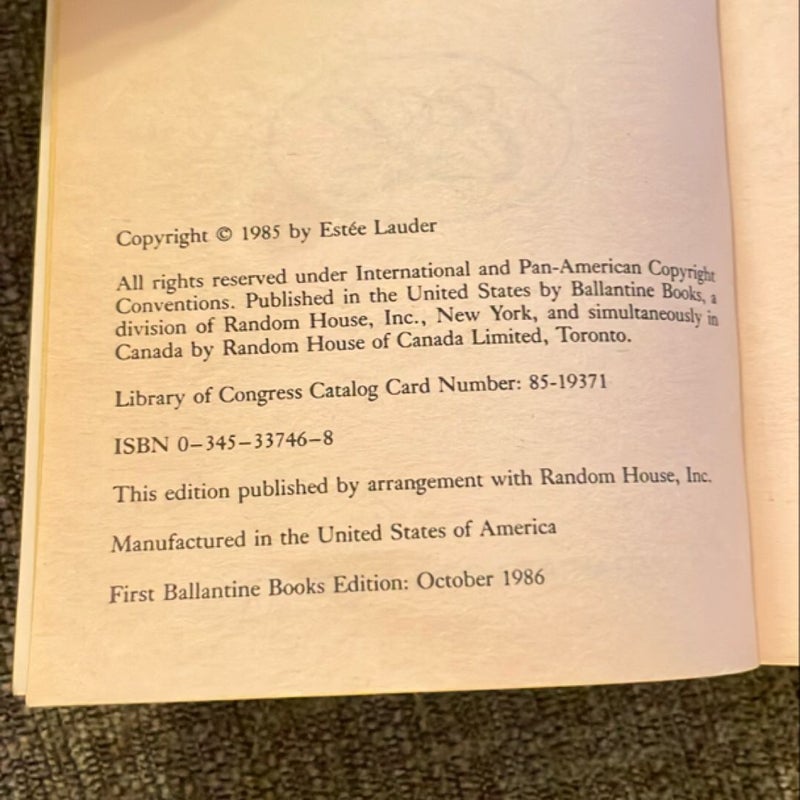 Copyright © 1985 by Estée Lauder
All rights reserved under International and Pan-American Copyright
Conventions. Published in the United States by Ballantine Books, a
division of Random House, Inc., New York, and simultaneously in
Canada by Random House of Canada Limited, Toronto.
Library of Congress Catalog Card Number: 85-19371
ISBN 0-345-33746-8
This edition published by arrangement with Random House, Inc.
Manufactured in the United States of America
First Ballantine Books Edition: October 1986